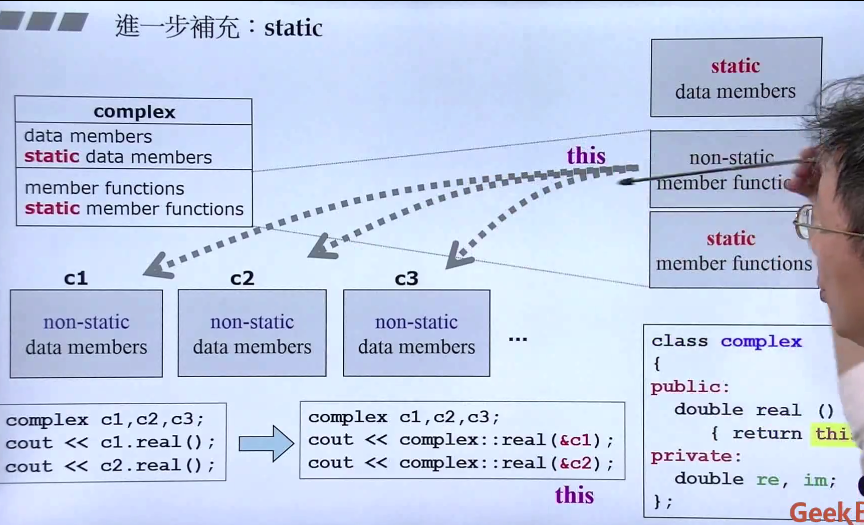 進一步補充：static
static
data members
complex
data members
static data members
member functions
static member functions
this
non-static
member functio
static
member functions
c1
c2
c3
non-static
data members
non-static
data members
non-static
data members
...
complex c1,c2,c3;
cout << c1.real();
cout << c2.real();
complex c1,c2,c3;
cout << complex::real(&c1);
cout << complex::real(&c2);
this
class complex
{
public:
double real ()
{ return this
private:
double re, im;
};